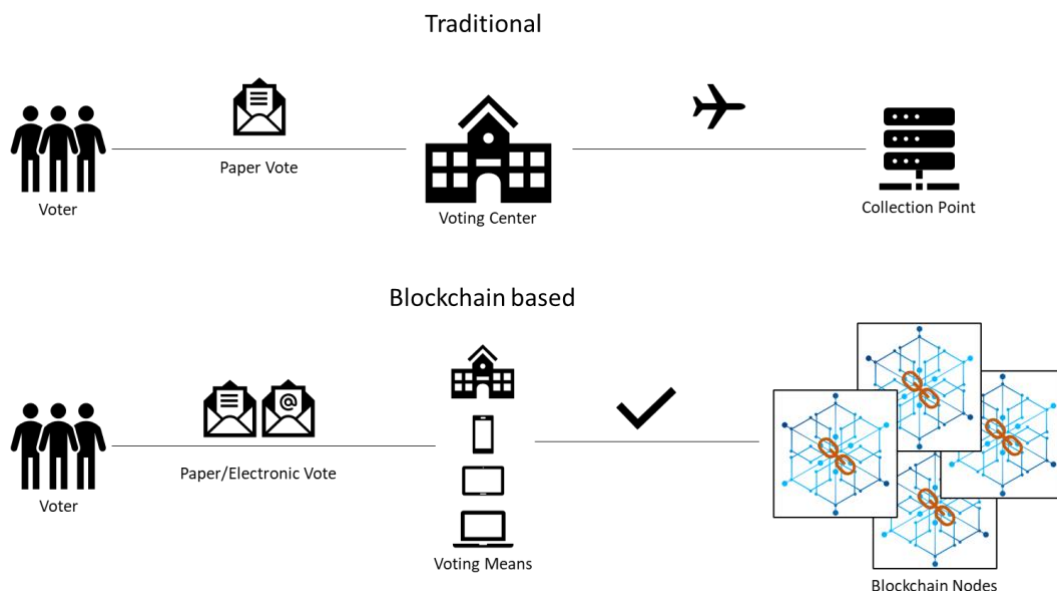 Traditional
Paper Vote
Voter
Voting Center
Collection Point
Blockchain based
@
Paper/Electronic Vote
Voter
Voting Means
Blockchain Nodes